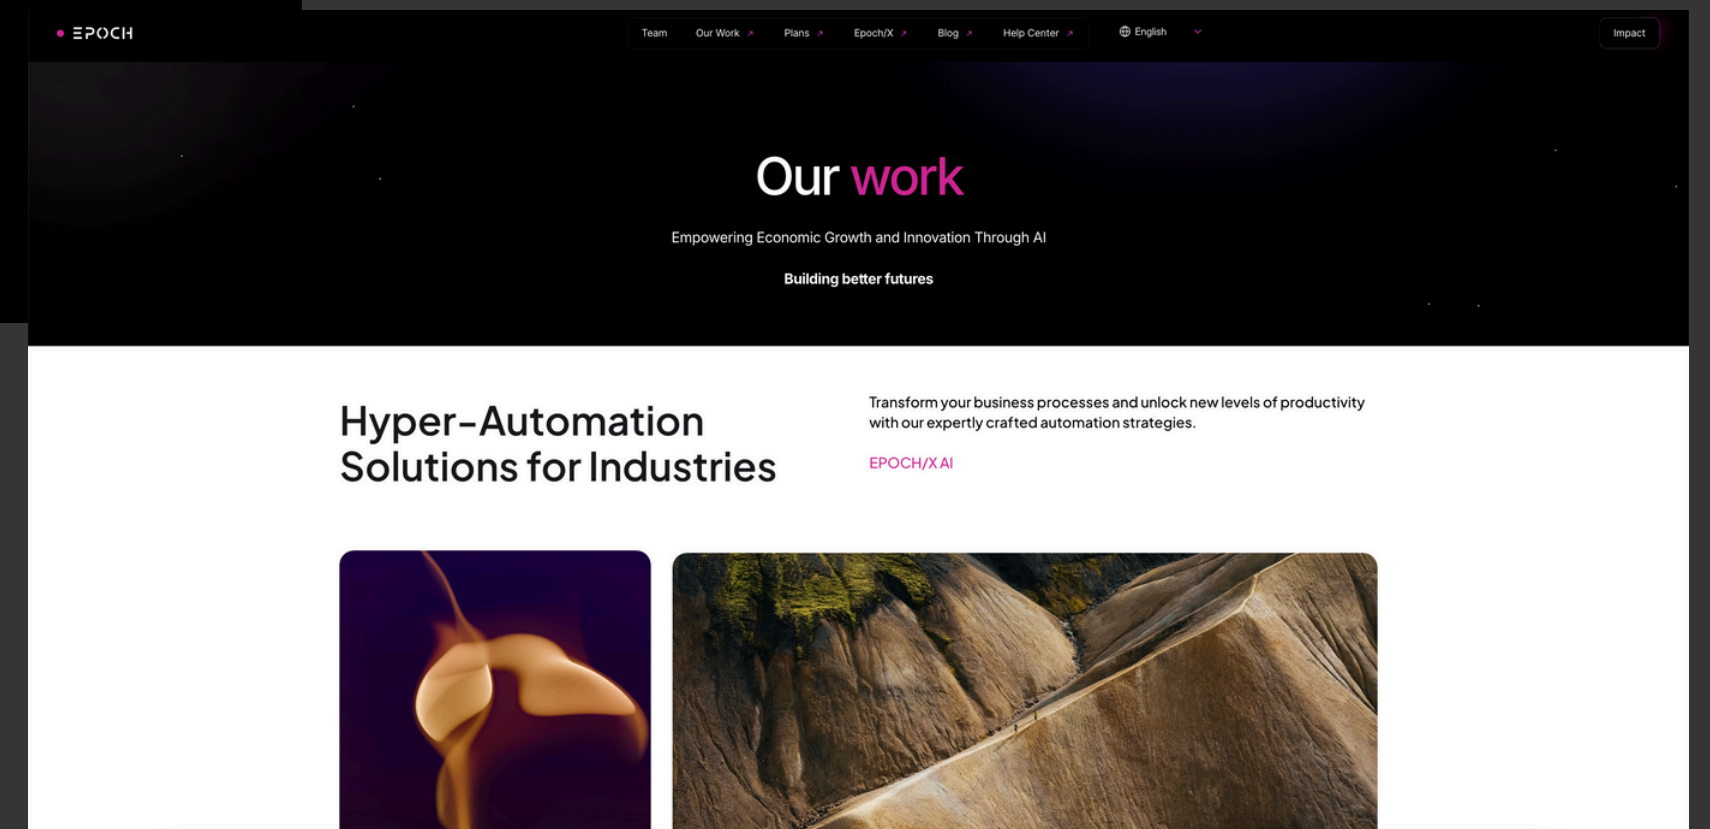 EPOCH
Team
Our Work
Plans
Epoch/X
Blog
Help Center
English
Impact
Our work
Empowering Economic Growth and Innovation Through AI
Building better futures
Hyper-Automation
Solutions for Industries
Transform your business processes and unlock new levels of productivity
with our expertly crafted automation strategies.
EPOCH/X AI